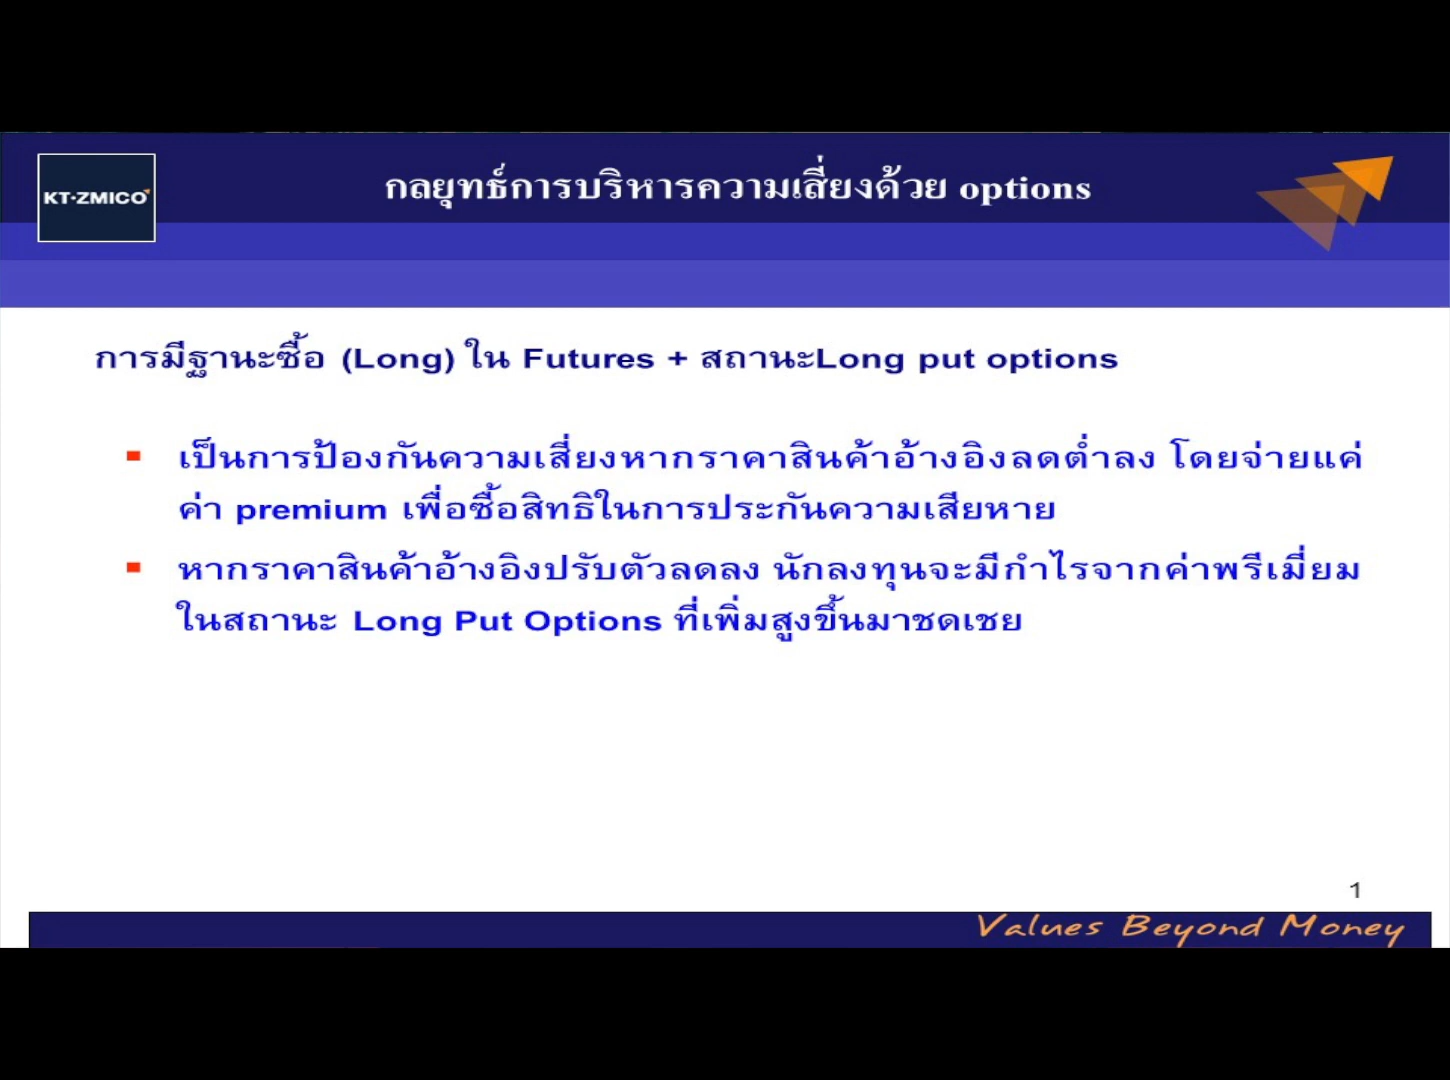 KT·ZMICO
กลยุทธ์การบริหารความเสี่ยงด้วย options
การมีฐานะซื้อ (Long) ใน Futures + สถานะLong put options
เป็นการป้องกันความเสี่ยงหากราคาสินค้าอ้างอิงลดต่ำลง โดยจ่ายแค่
ค่า premium เพื่อซื้อสิทธิในการประกันความเสียหาย
หากราคาสินค้าอ้างอิงปรับตัวลดลง นักลงทุนจะมีกำไรจากค่าพรีเมี่ยม
ในสถานะ Long Put Options ที่เพิ่มสูงขึ้นมาชดเชย
1
Values Beyond Money